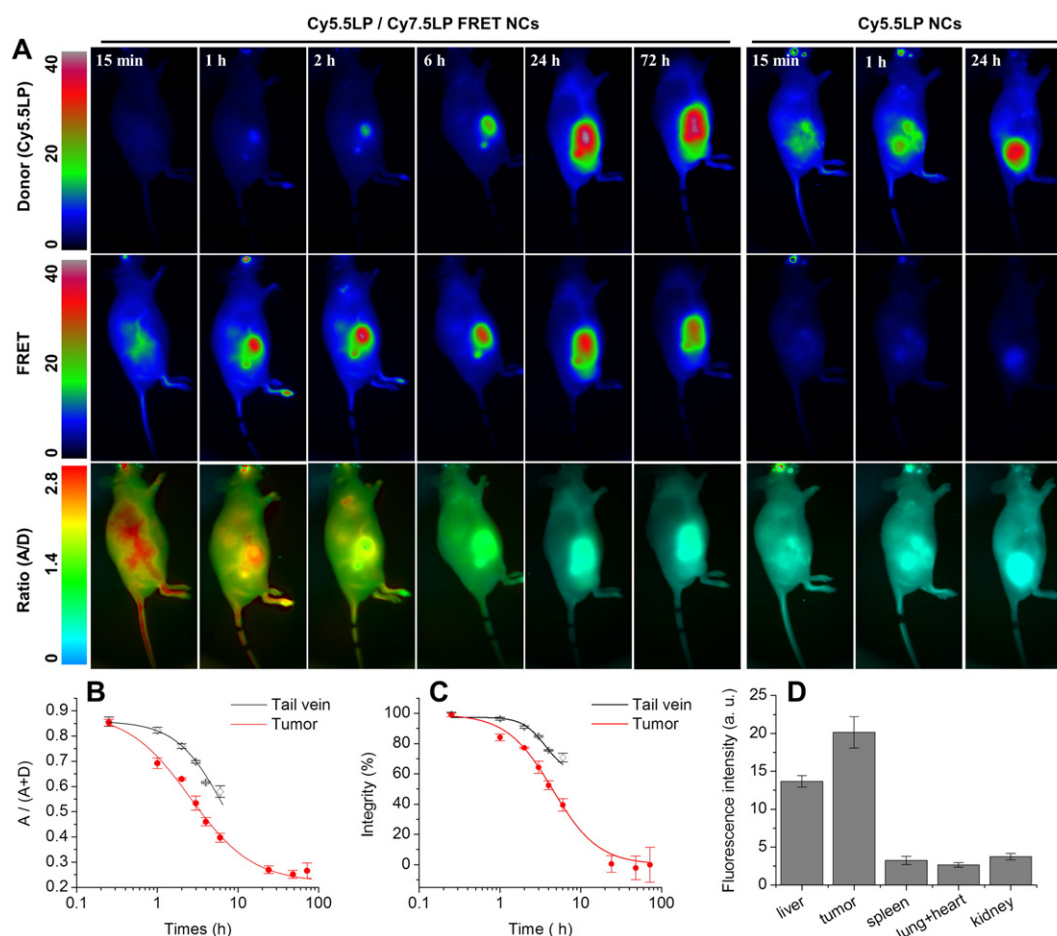 Cy5.5LP / Cy7.5LP FRET NCs
Cy5.5LP NCs
A
15 min
1 h
2 h
6 h
24 h
72 h
15 min
1 h
24 h
Donor (Cy5.5LP)
40
20
0
FRET
40
20
0
Ratio (A/D)
2.8
1.4
0
B
Tail vein
Tumor
A / (A+D)
0.9
0.8
0.7
0.6
0.5
0.4
0.3
0.2
1
10
100
Times (h)
C
Tail vein
Tumor
Integrity (%)
100
80
60
40
20
0
1
10
100
Time ( h)
D
Fluorescence intensity (a. u.)
25
20
15
10
5
0
liver
tumor
spleen
lung+heart
kidney